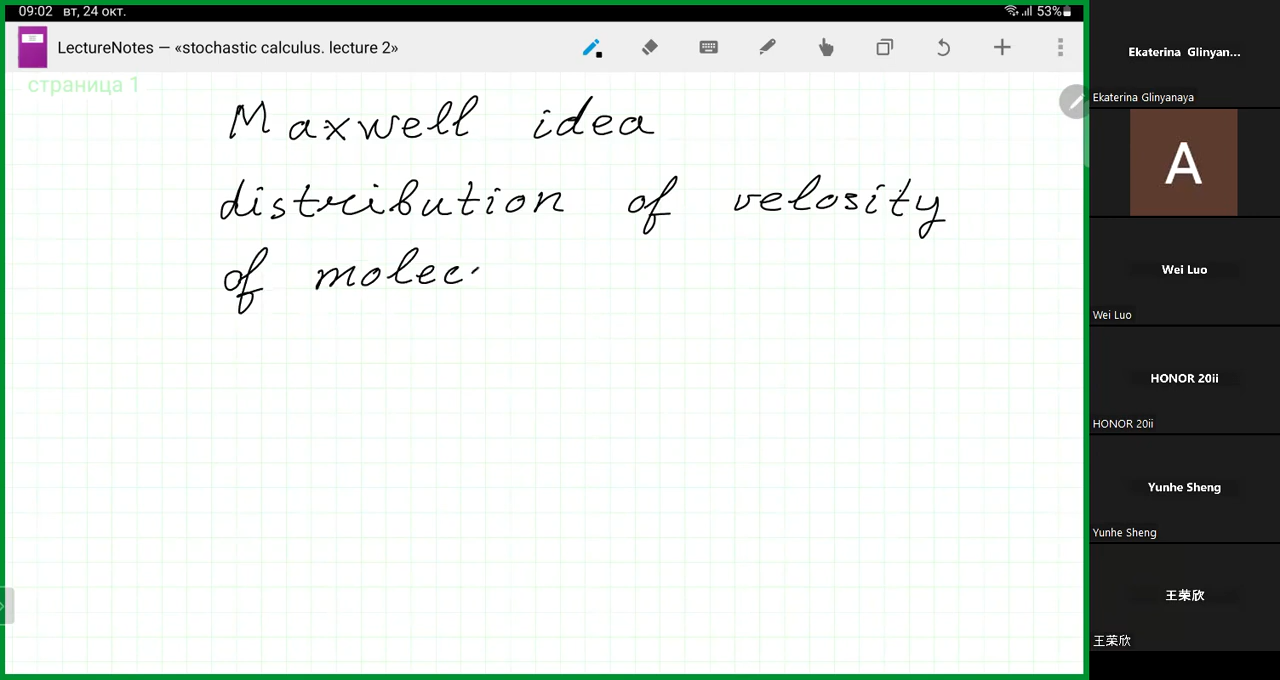 09:02 вт, 24 окт.
53%
LectureNotes — «stochastic calculus. lecture 2»
страница 1
Maxwell idea
distribution of velosity
of molec
Ekaterina Glinyan...
Ekaterina Glinyanaya
A
Wei Luo
Wei Luo
HONOR 20ii
HONOR 20ii
Yunhe Sheng
Yunhe Sheng
王荣欣
王荣欣